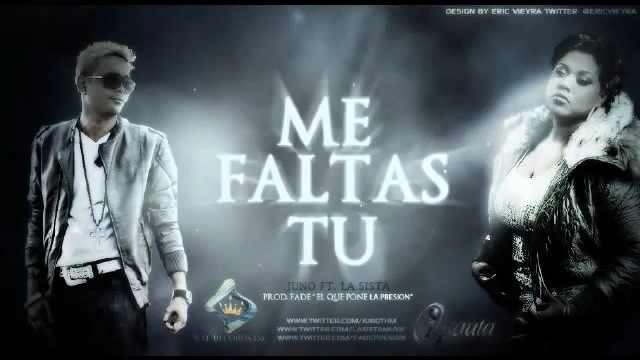 DESIGN BY ERIC VIEYRA TWITTER: @ERICVIEYRA
ME
FALTAS
TU
JUNO FT. LA SISTA
PROD. FADE "EL QUE PONE LA PRESION"
WWW.TWITTER.COM/JUNOTHM
WWW.TWITTER.COM/LASISTAMUSIC
WWW.TWITTER.COM/FADEPRESION